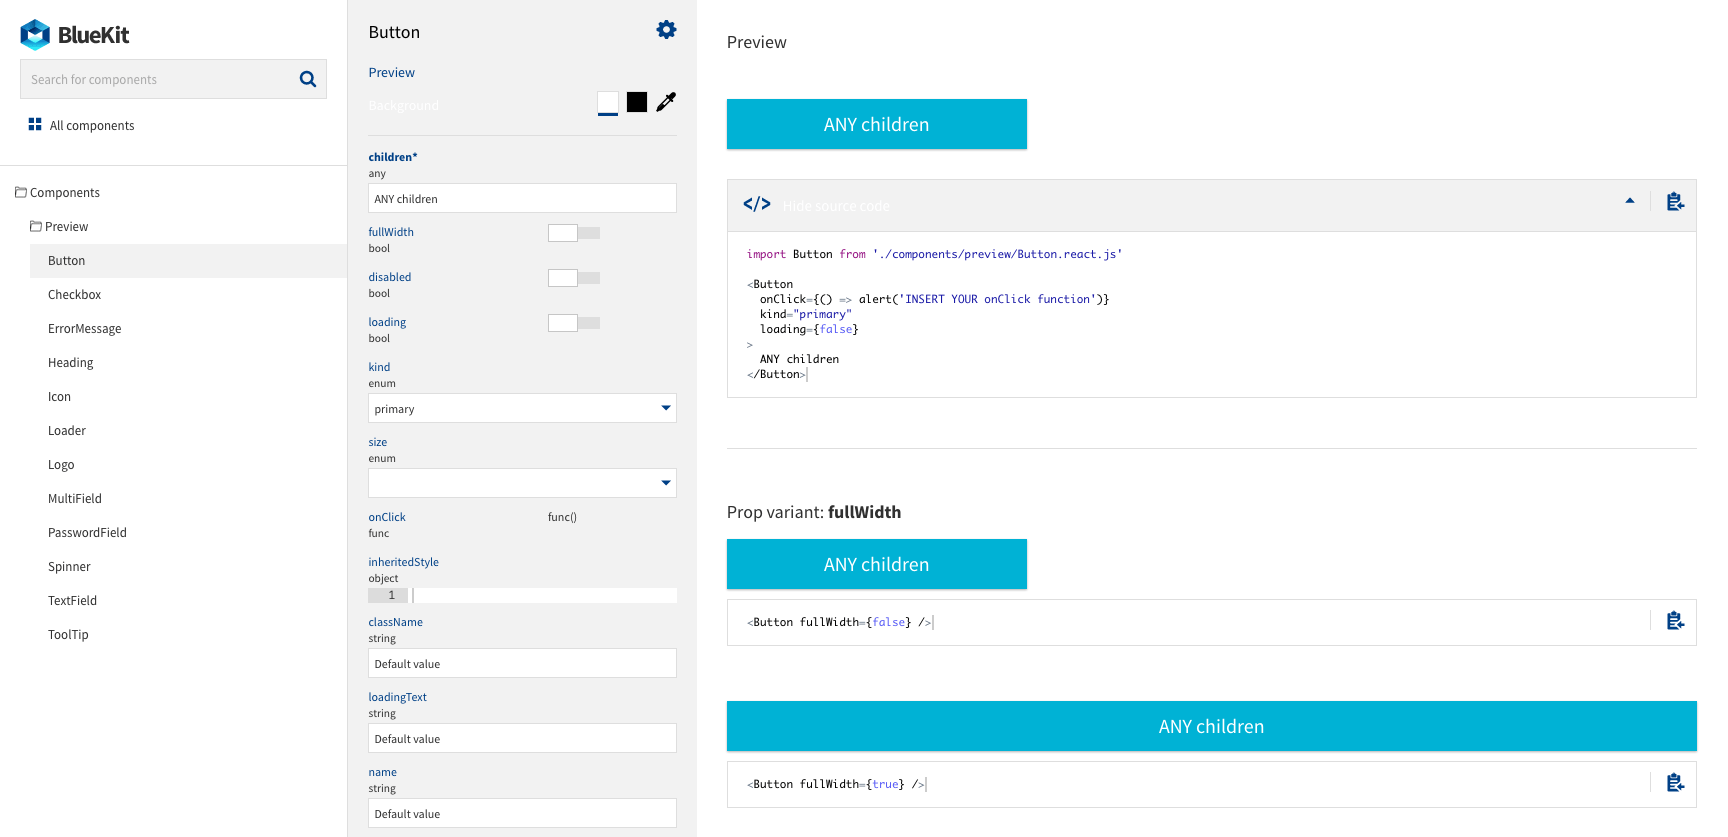 BlueKit
Search for components
All components
Components
Preview
Button
Checkbox
ErrorMessage
Heading
Icon
Loader
Logo
MultiField
PasswordField
Spinner
TextField
ToolTip
Button
Preview
Background
children*
any
ANY children
fullWidth
bool
disabled
bool
loading
bool
kind
enum
primary
size
enum
onClick func()
func
inheritedStyle
object
1
className
string
Default value
loadingText
string
Default value
name
string
Default value
Preview
ANY children
</> Hide source code
import Button from './components/preview/Button.react.js'
<Button
onClick={() => alert('INSERT YOUR onClick function')}
kind="primary"
loading={false}
>
ANY children
</Button>
Prop variant: fullWidth
ANY children
<Button fullWidth={false} />
ANY children
<Button fullWidth={true} />